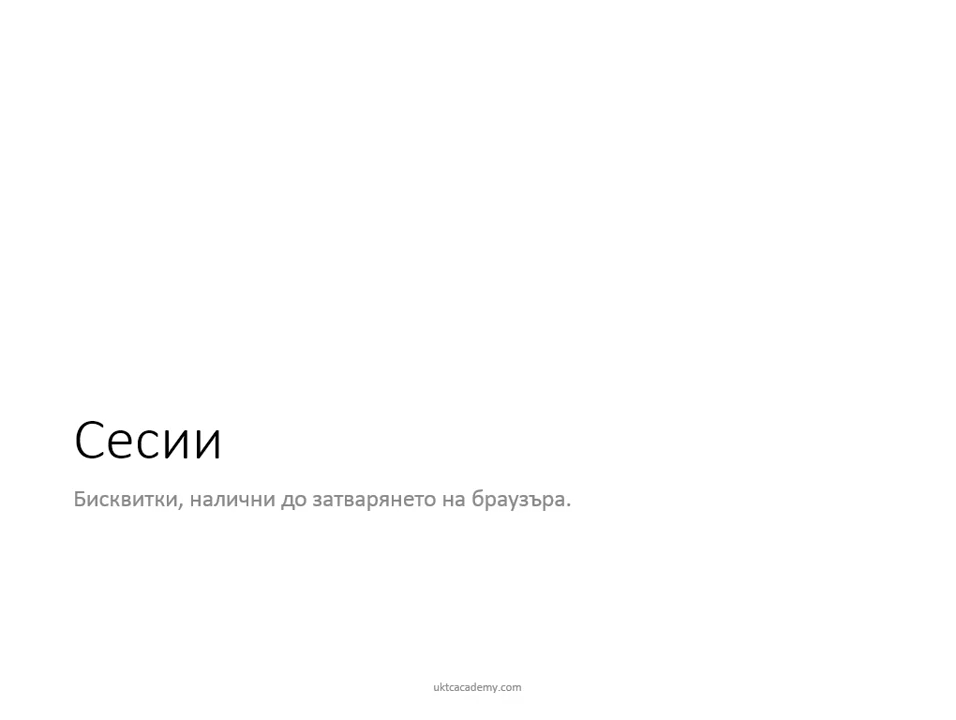 Сесии
Бисквитки, налични до затварянето на браузъра.
uktcacademy.com